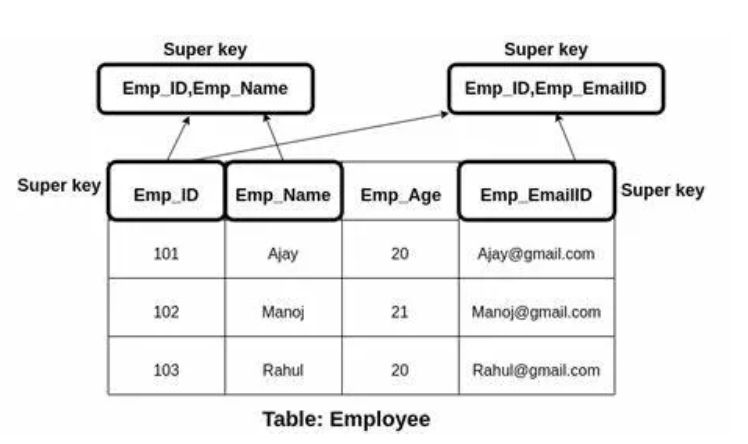 Super key Super key
Emp_ID,Emp_Name Emp_ID,Emp_EmailID
Super key Emp_ID Emp_Name Emp_Age Emp_EmailID Super key
101 Ajay 20 Ajay@gmail.com
102 Manoj 21 Manoj@gmail.com
103 Rahul 20 Rahul@gmail.com
Table: Employee